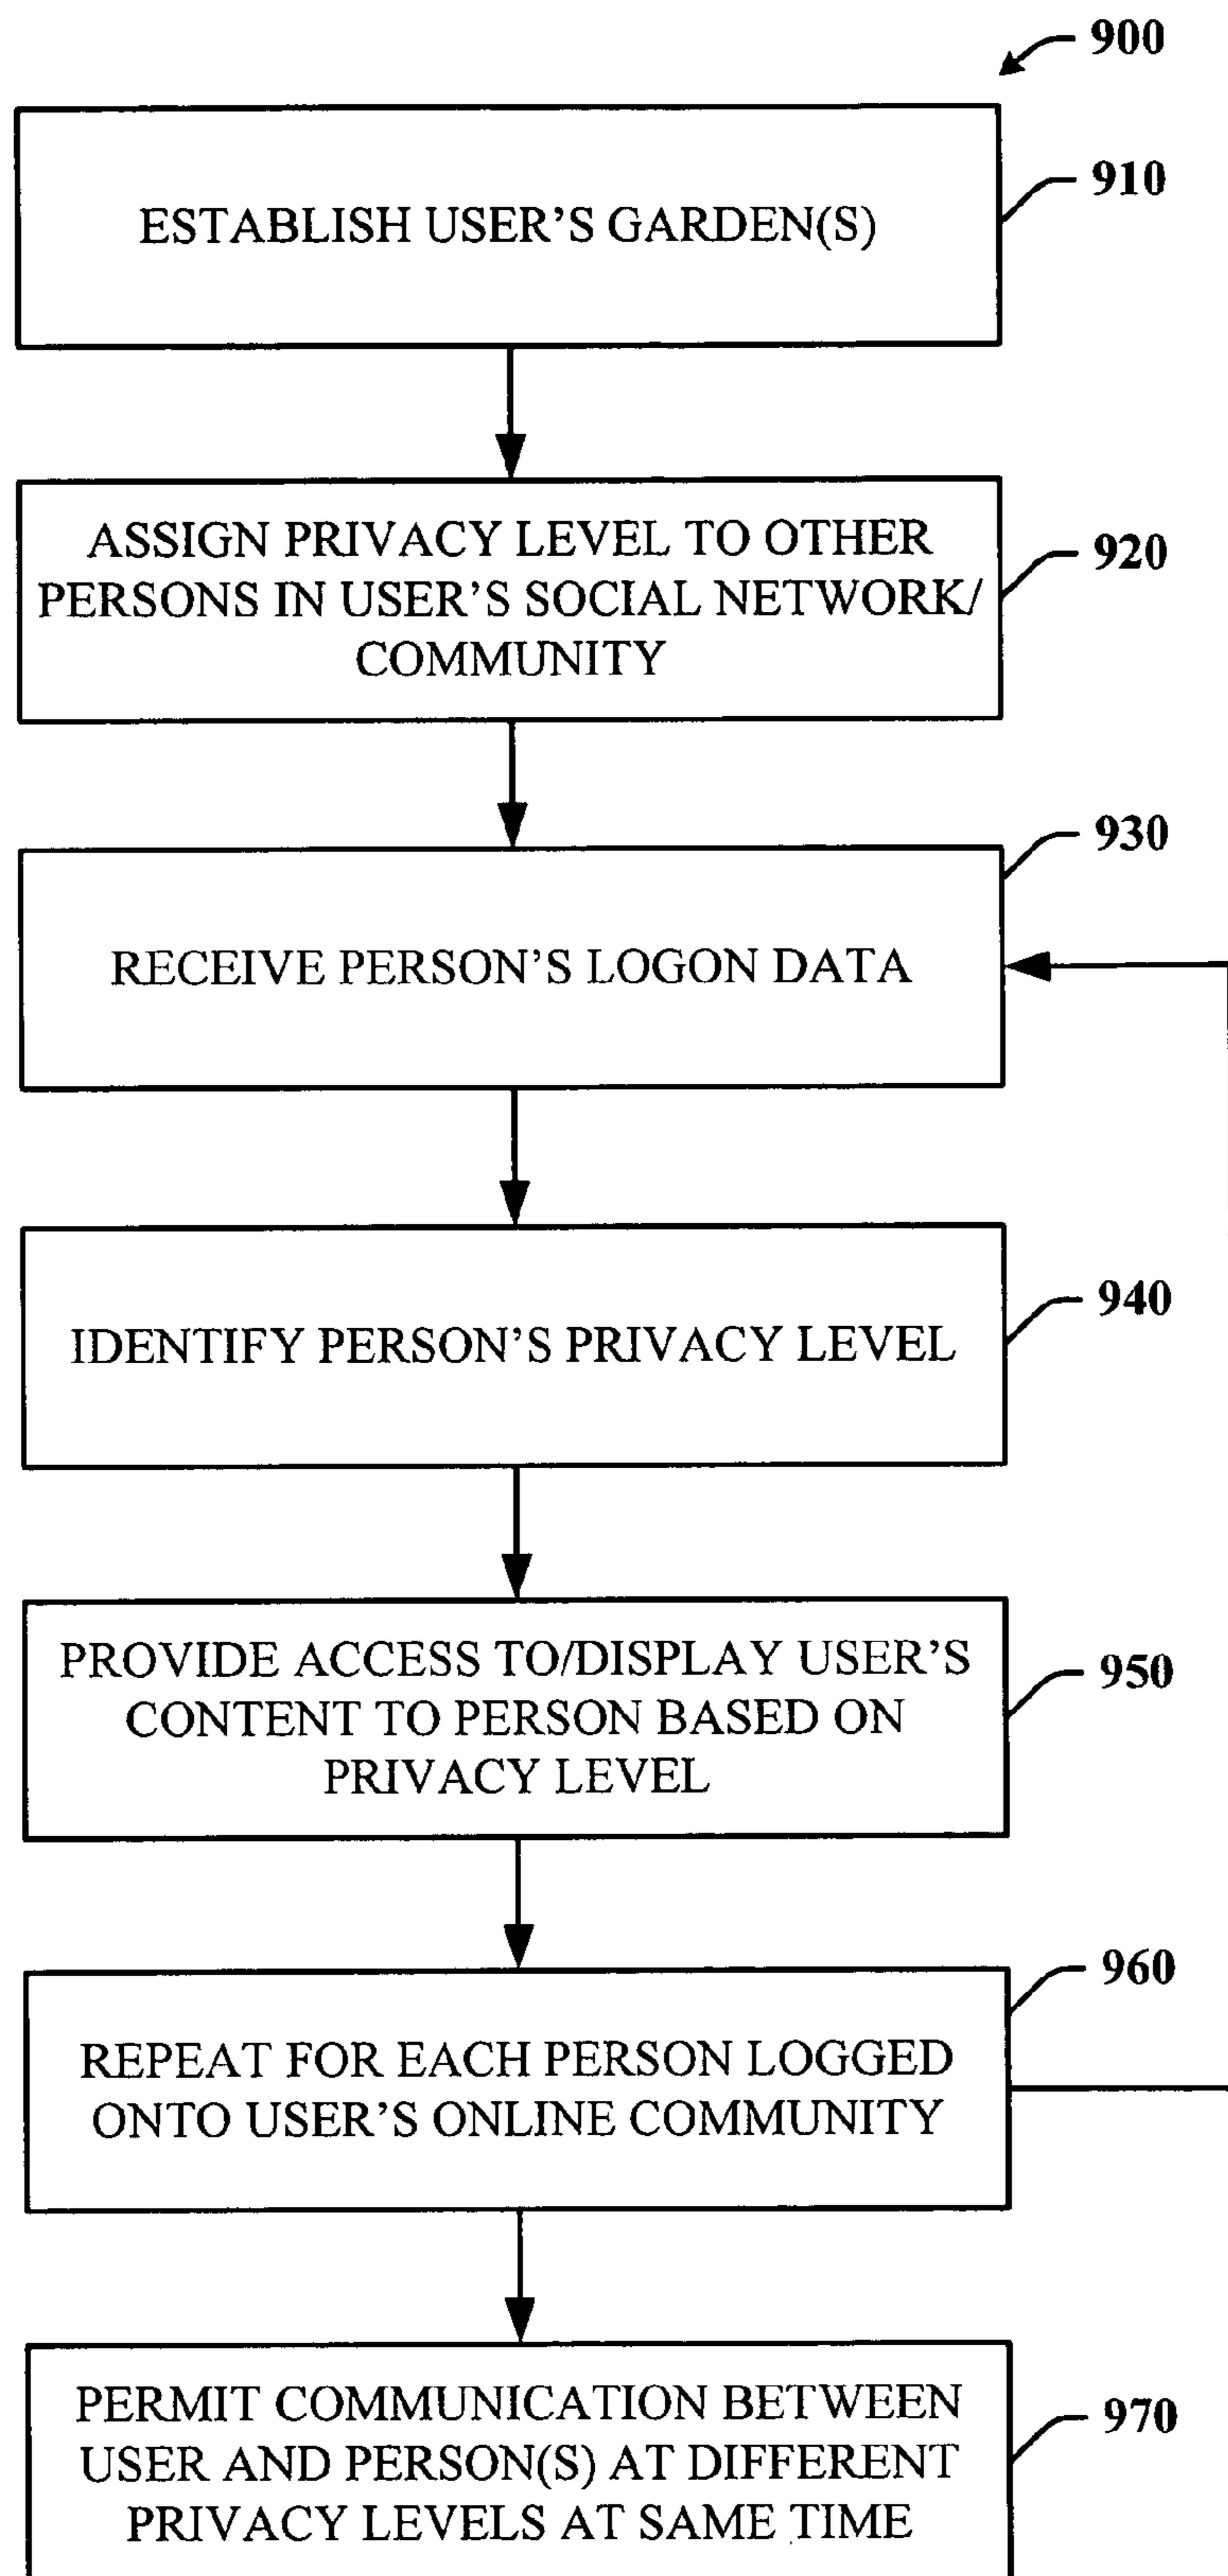 900
910
ESTABLISH USER'S GARDEN(S)
920
ASSIGN PRIVACY LEVEL TO OTHER
PERSONS IN USER'S SOCIAL NETWORK/
COMMUNITY
930
RECEIVE PERSON'S LOGON DATA
940
IDENTIFY PERSON'S PRIVACY LEVEL
950
PROVIDE ACCESS TO/DISPLAY USER'S
CONTENT TO PERSON BASED ON
PRIVACY LEVEL
960
REPEAT FOR EACH PERSON LOGGED
ONTO USER'S ONLINE COMMUNITY
970
PERMIT COMMUNICATION BETWEEN
USER AND PERSON(S) AT DIFFERENT
PRIVACY LEVELS AT SAME TIME